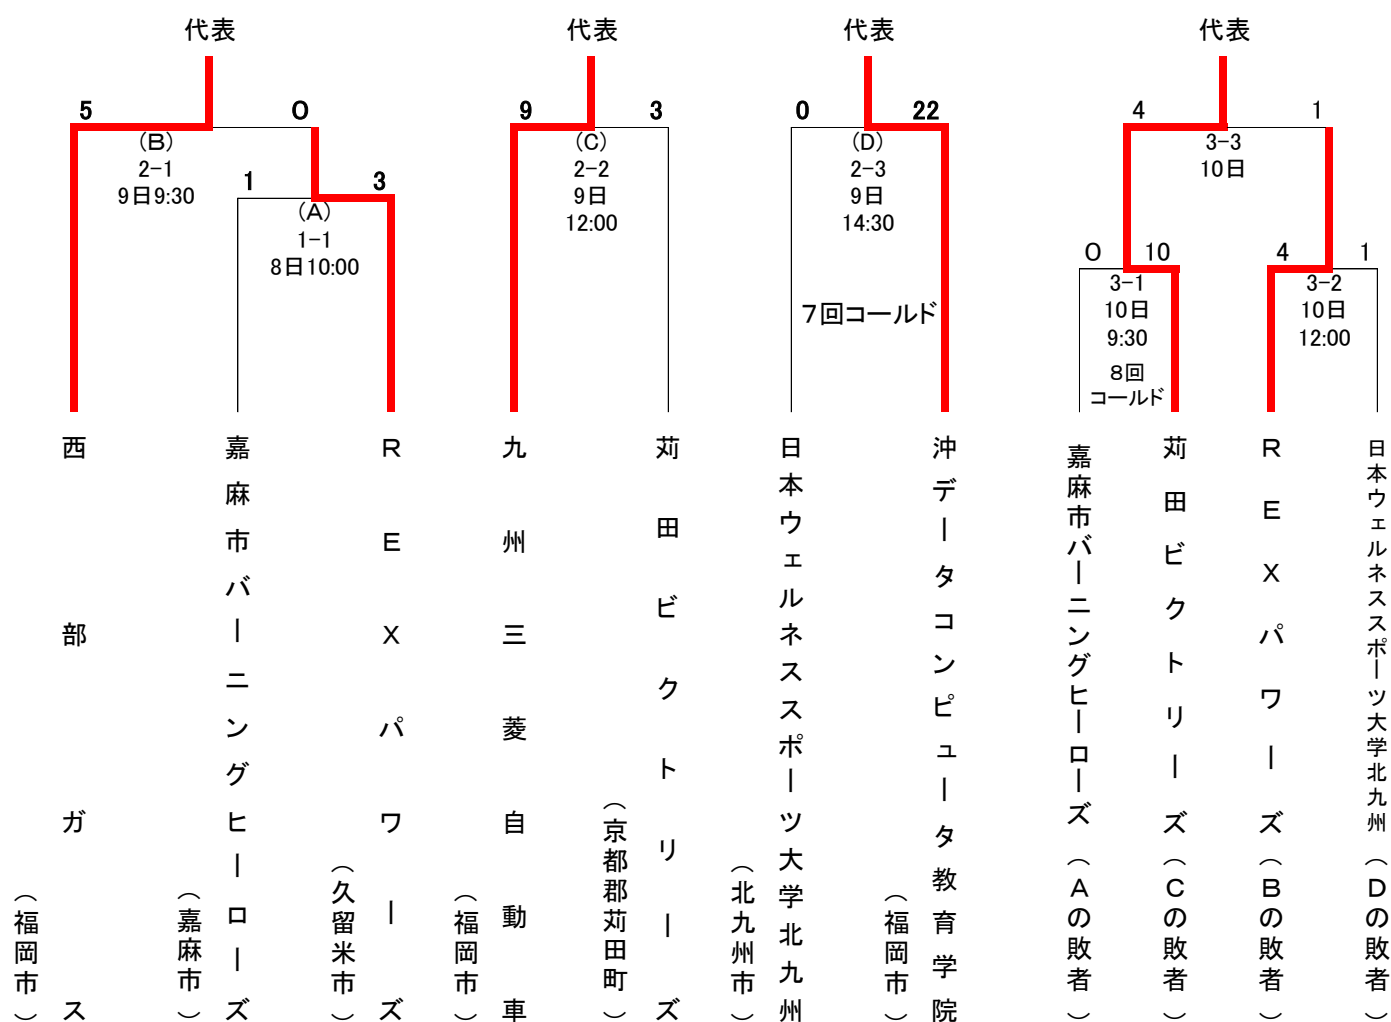 代表
代表
代表
代表
5
0
9
3
0
22
4
1
（B）
2-1
9日9:30
（C）
2-2
9日
12:00
（D）
2-3
9日
14:30
3-3
10日
1
3
（A）
1-1
8日10:00
7回コールド
0
10
4
1
3-1
10日
9:30
8回
コールド
3-2
10日
12:00
西部ガス
（福岡市）
嘉麻市バーニングヒーローズ
（嘉麻市）
REXパワーズ
（久留米市）
九州三菱自動車
（福岡市）
苅田ビクトリーズ
（京都郡苅田町）
日本ウェルネススポーツ大学北九州
（北九州市）
沖データコンピュータ教育学院
（福岡市）
嘉麻市バーニングヒーローズ（Aの敗者）
苅田ビクトリーズ（Cの敗者）
REXパワーズ（Bの敗者）
日本ウェルネススポーツ大学北九州（Dの敗者）